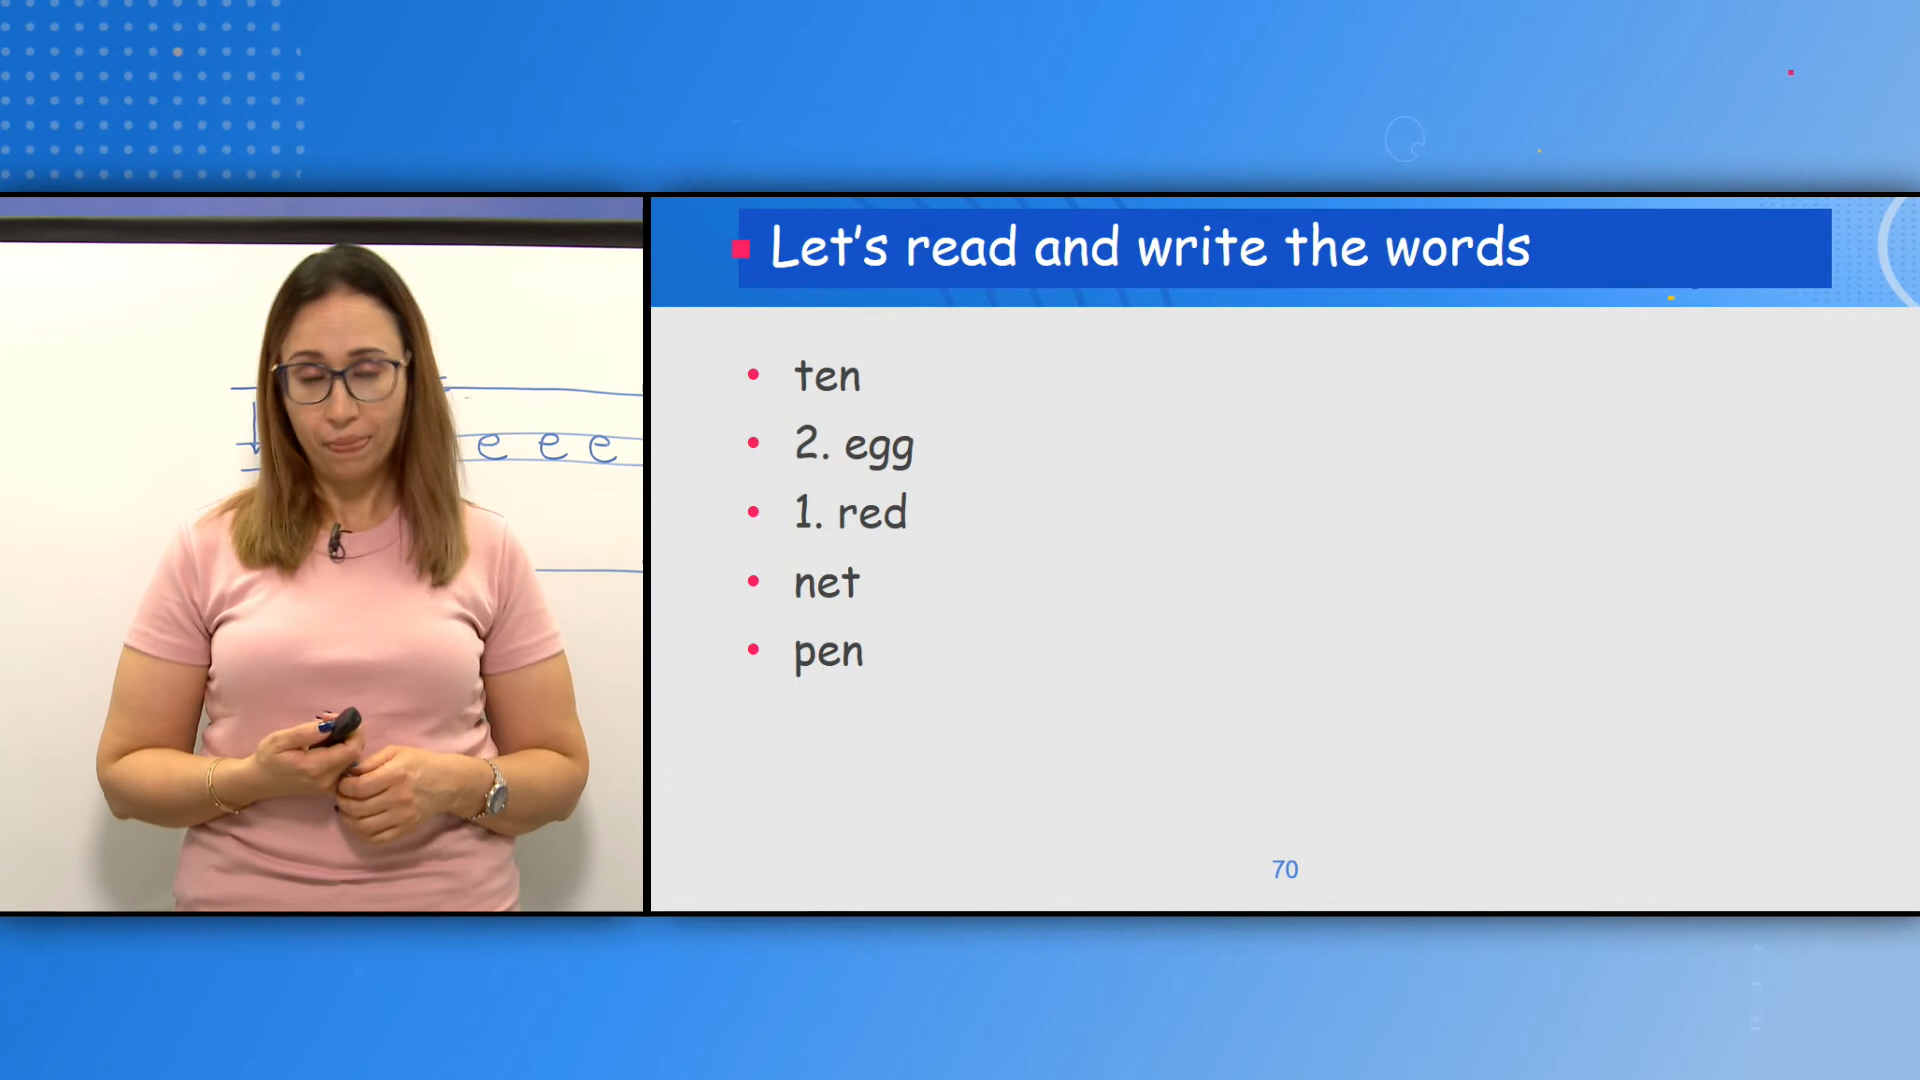 e e e
Let's read and write the words
• ten
• 2. egg
• 1. red
• net
• pen
70